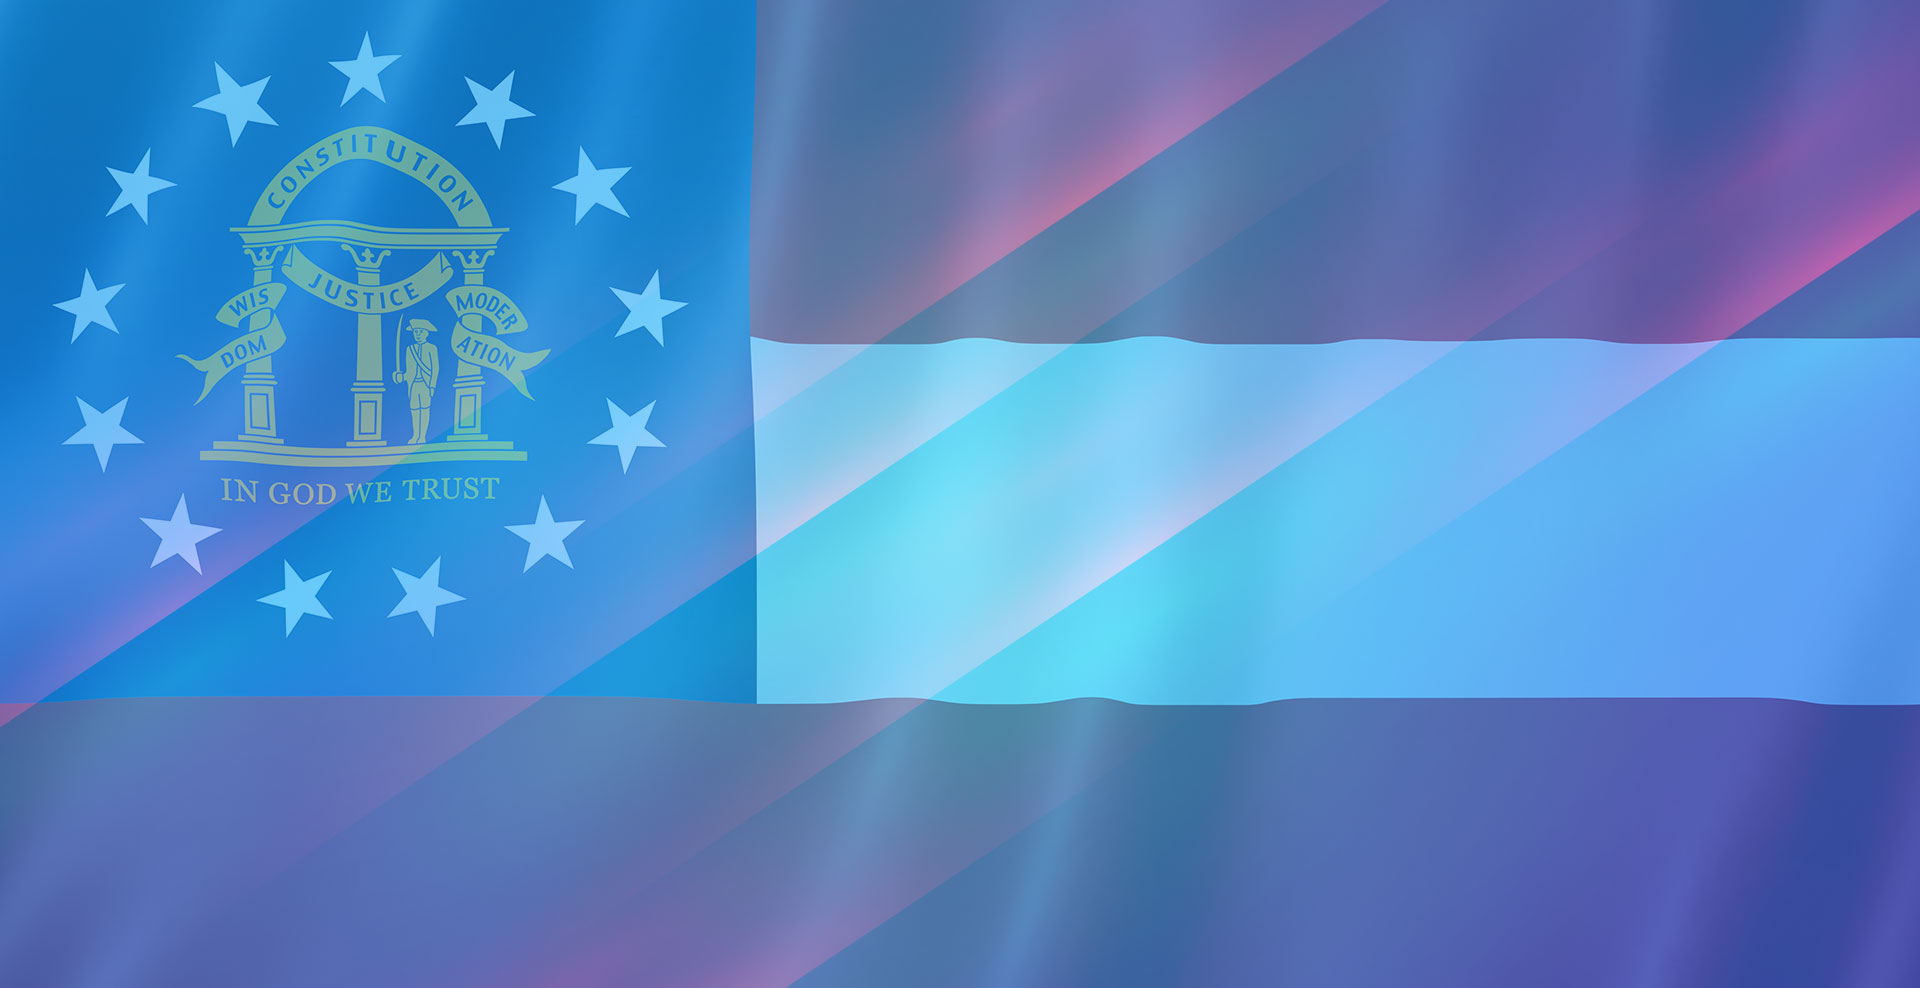 CONSTITUTION
JUSTICE
WIS
DOM
MODER
ATION
IN GOD WE TRUST